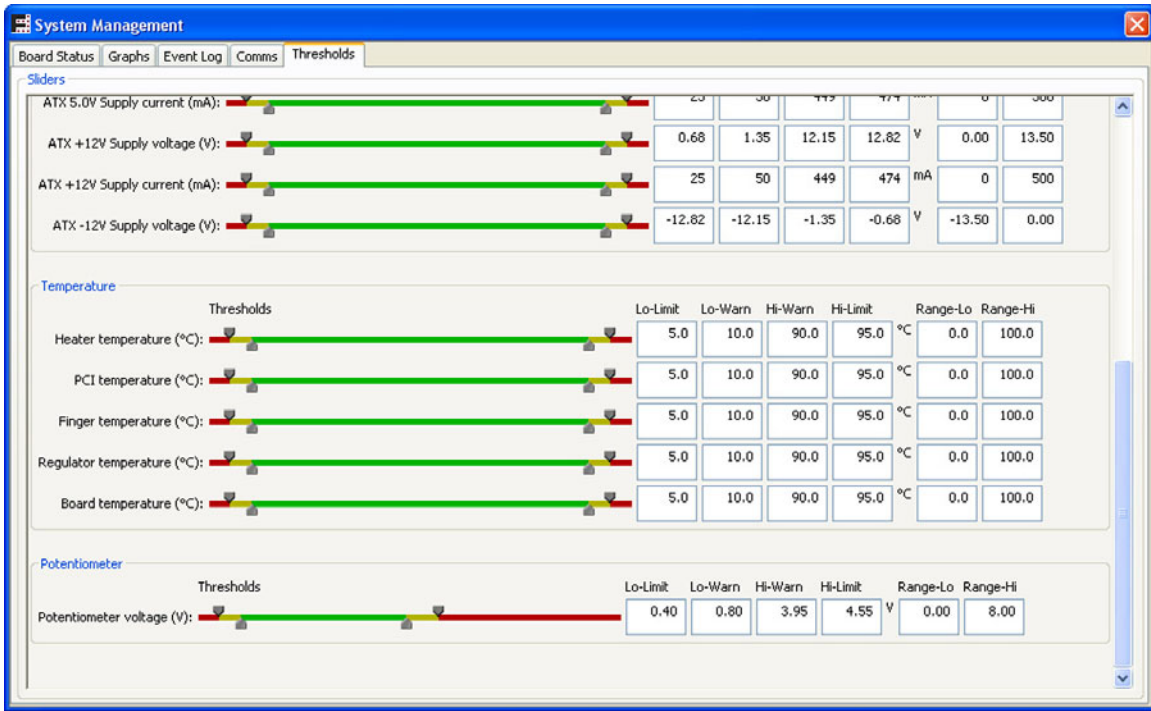 System Management
Board Status Graphs Event Log Comms Thresholds
Sliders
ATX 5.0V Supply current (mA): 25 50 449 474 mA 0 500
ATX +12V Supply voltage (V): 0.68 1.35 12.15 12.82 V 0.00 13.50
ATX +12V Supply current (mA): 25 50 449 474 mA 0 500
ATX -12V Supply voltage (V): -12.82 -12.15 -1.35 -0.68 V -13.50 0.00
Temperature
Thresholds Lo-Limit Lo-Warn Hi-Warn Hi-Limit Range-Lo Range-Hi
Heater temperature (°C): 5.0 10.0 90.0 95.0 °C 0.0 100.0
PCI temperature (°C): 5.0 10.0 90.0 95.0 °C 0.0 100.0
Finger temperature (°C): 5.0 10.0 90.0 95.0 °C 0.0 100.0
Regulator temperature (°C): 5.0 10.0 90.0 95.0 °C 0.0 100.0
Board temperature (°C): 5.0 10.0 90.0 95.0 °C 0.0 100.0
Potentiometer
Thresholds Lo-Limit Lo-Warn Hi-Warn Hi-Limit Range-Lo Range-Hi
Potentiometer voltage (V): 0.40 0.80 3.95 4.55 V 0.00 8.00